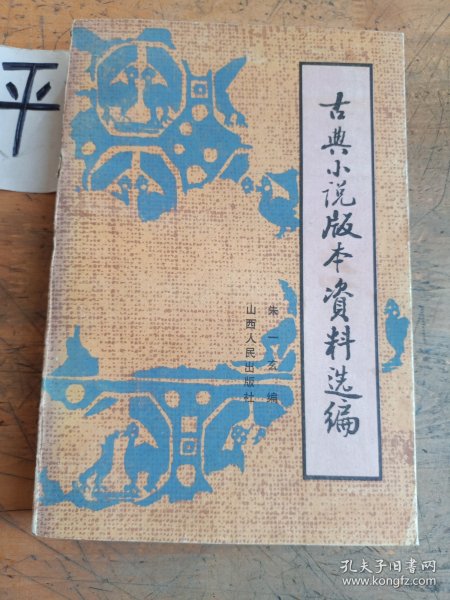 平
古典小说版本資料选编
朱一玄编
山西人民出版社
孔夫子旧书网
www.kongfz.com